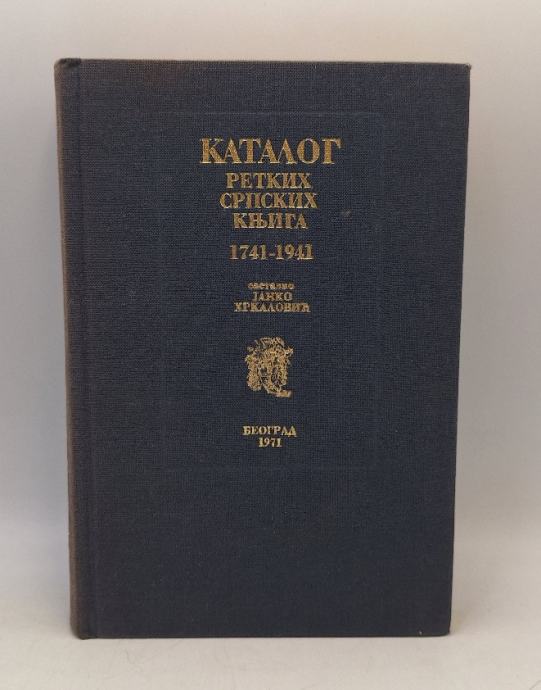 КАТАЛОГ
РЕТКИХ
СРПСКИХ
КЊИГА
1741-1941
саставио
ЈАНКО
ХРКАЛОВИЋ
БЕОГРАД
1971